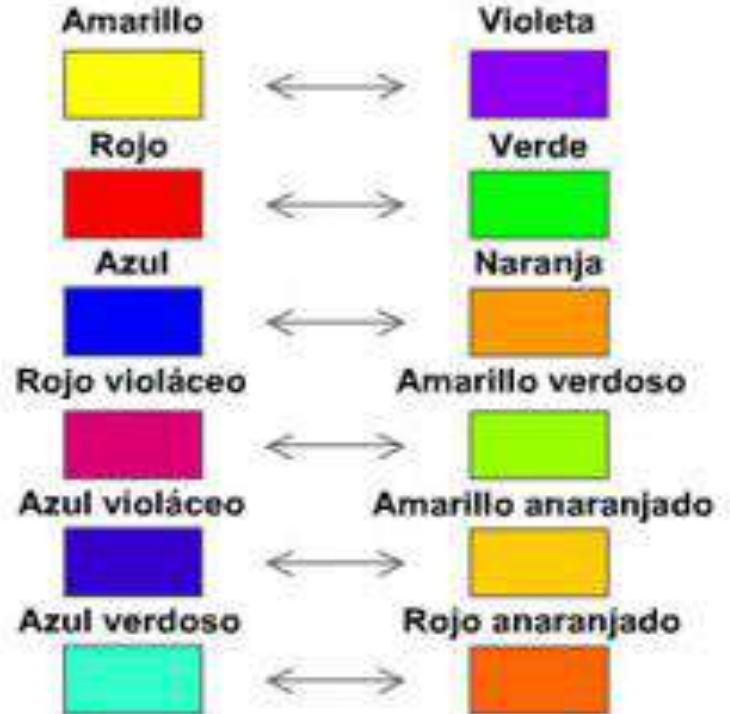 Amarillo Violeta
Rojo Verde
Azul Naranja
Rojo violáceo Amarillo verdoso
Azul violáceo Amarillo anaranjado
Azul verdoso Rojo anaranjado